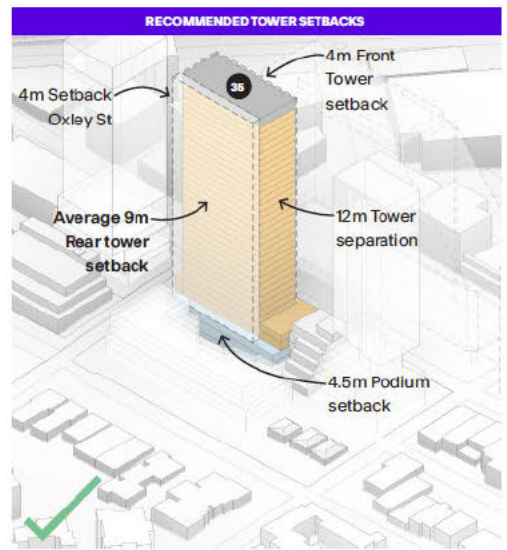 RECOMMENDED TOWER SETBACKS
4m Front
Tower
setback
35
4m Setback
Oxley St
Average 9m
Rear tower
setback
12m Tower
separation
4.5m Podium
setback